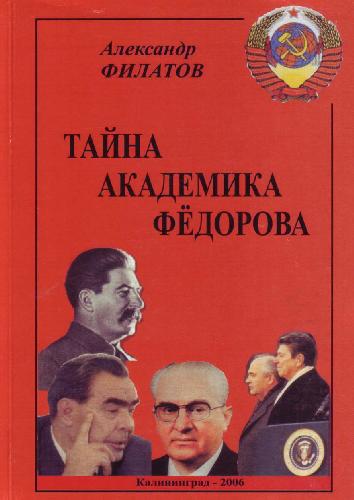 Александр
ФИЛАТОВ
ТАЙНА
АКАДЕМИКА
ФЁДОРОВА
Калининград - 2006